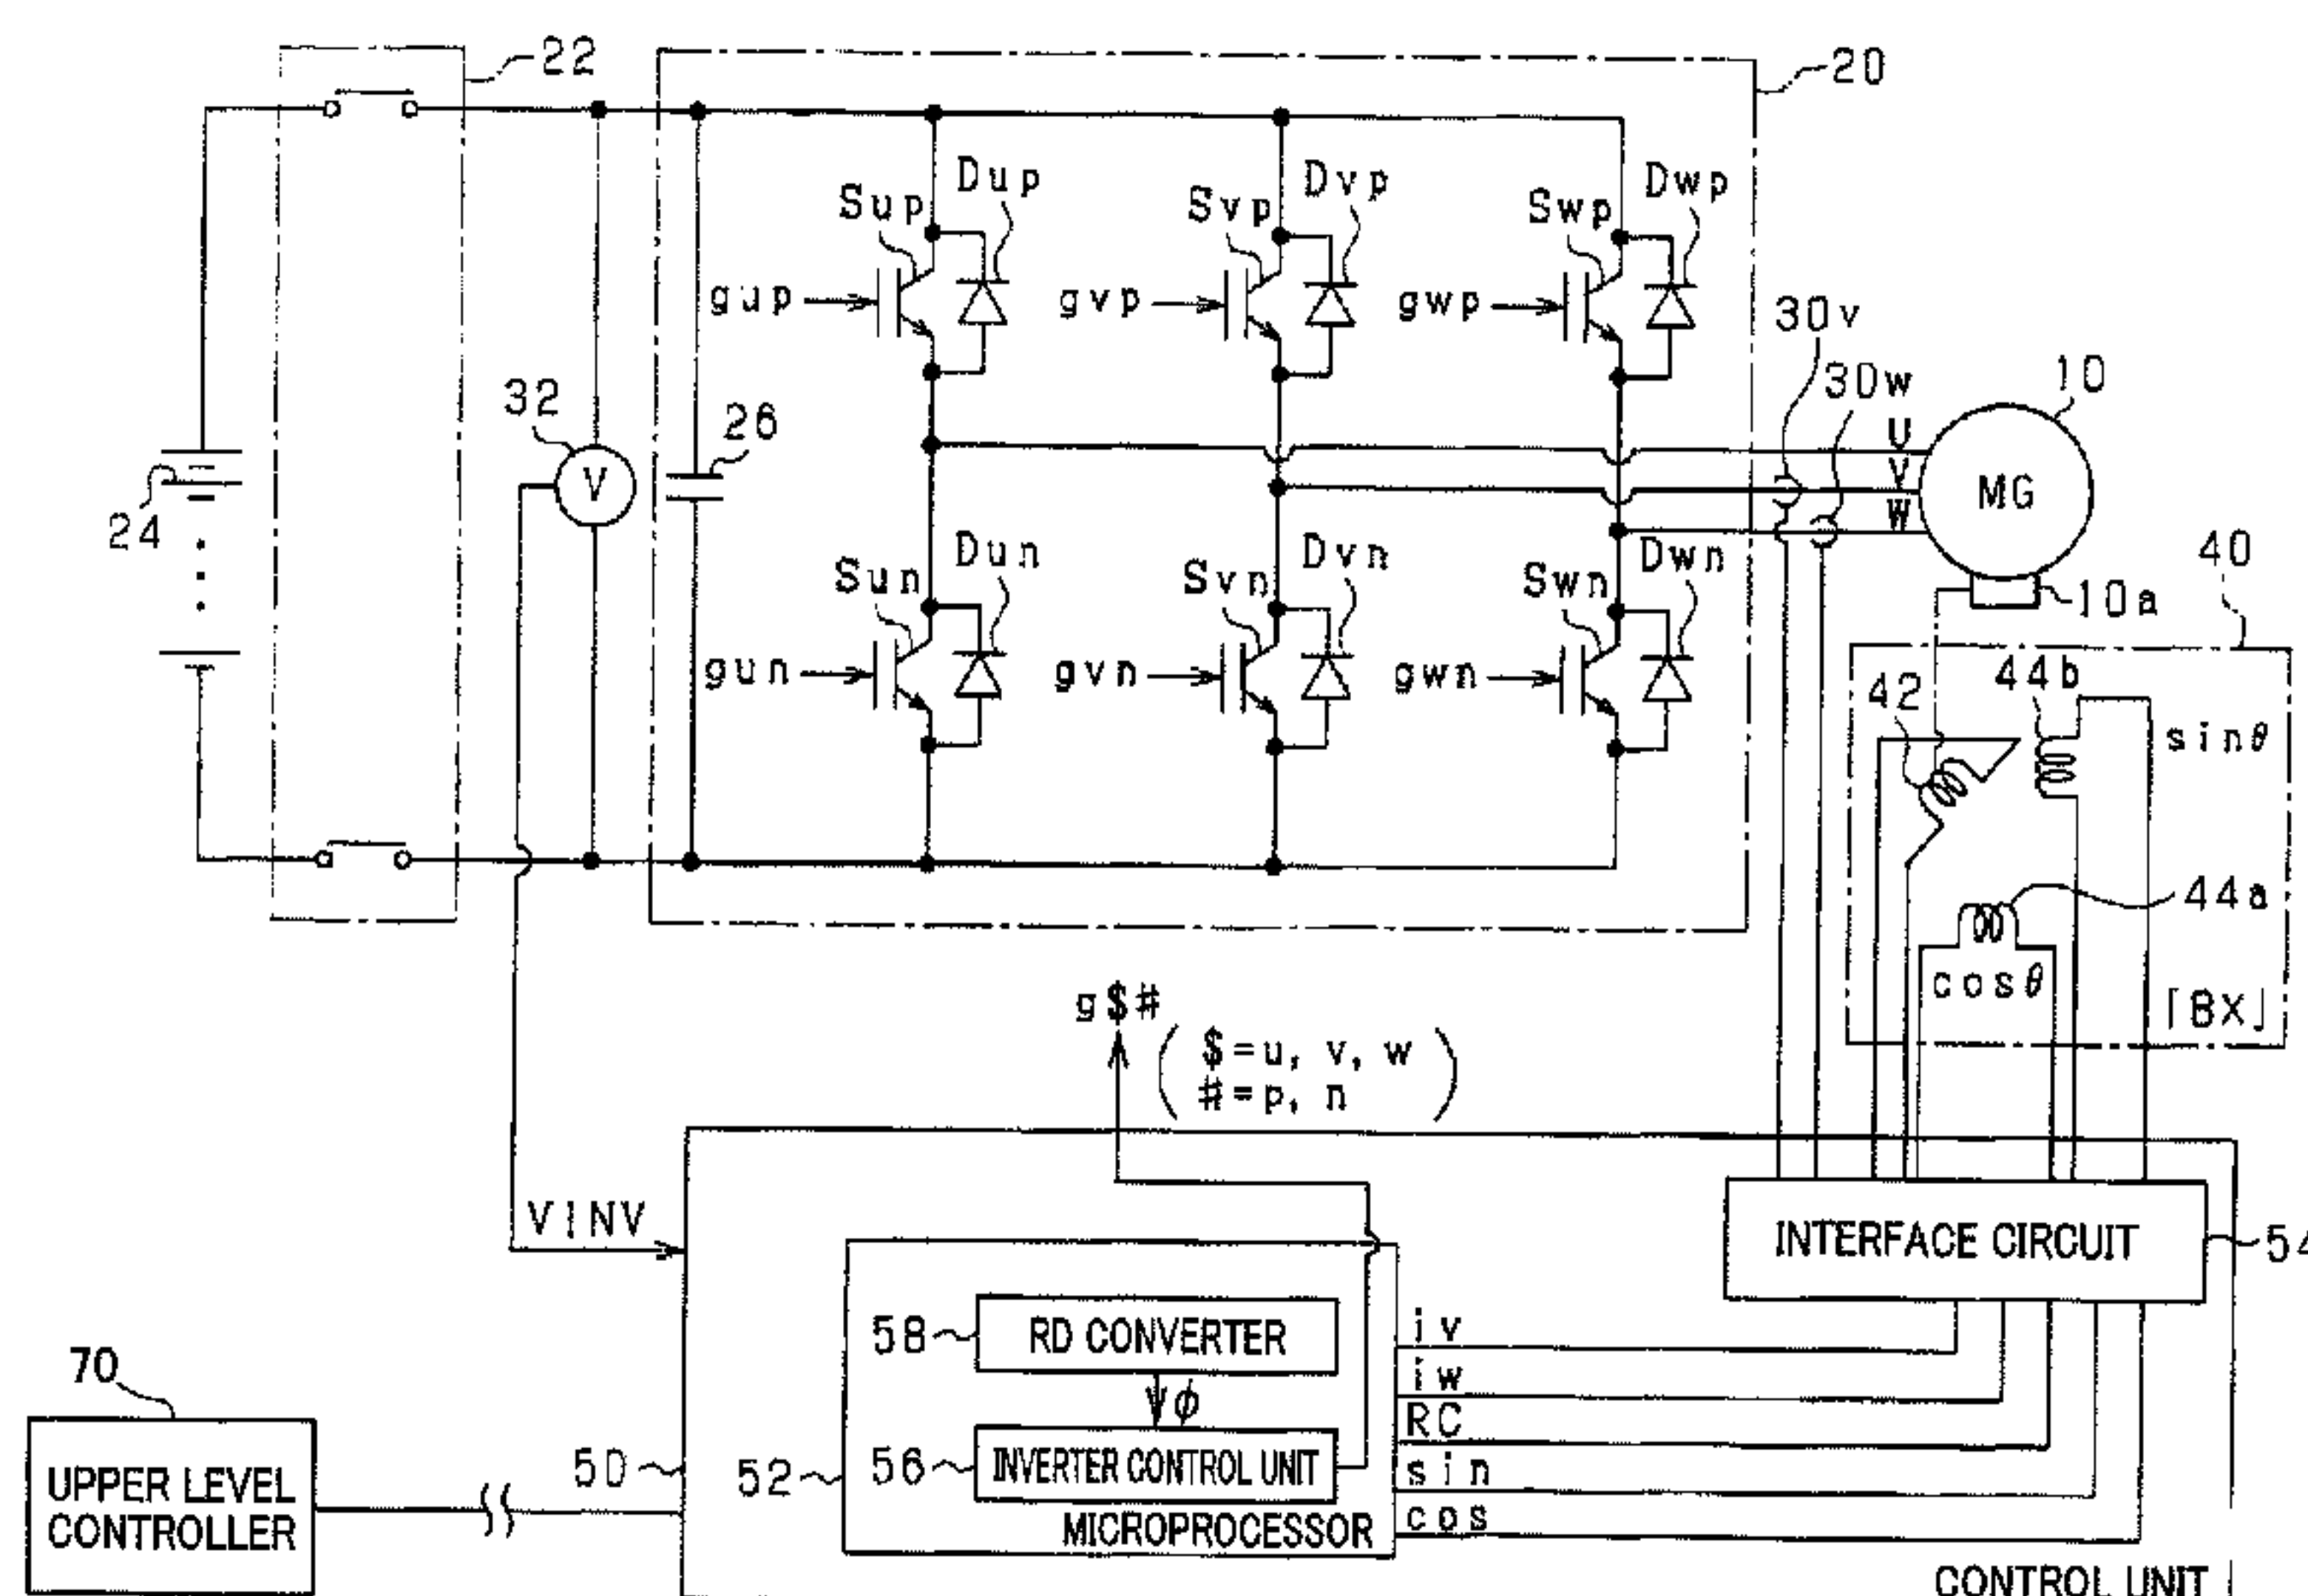 22
20
Dup
Dvp
Dwp
Sup
Svp
Swp
gup
gvp
gwp
30v
30w
10
32
26
U
V
V
MG
W
24
40
Dun
Dvn
Dwn
Sun
Svn
Swn
10a
gun
gvn
gwn
42
44b
sinθ
44a
cosθ
「8X」
g$#
( $=u, v, w
#=p, n )
VINV
INTERFACE CIRCUIT
54
58
RD CONVERTER
iv
iw
70
φ
RC
50
52
56
INVERTER CONTROL UNIT
sin
UPPER LEVEL
CONTROLLER
MICROPROCESSOR
cos
CONTROL UNIT